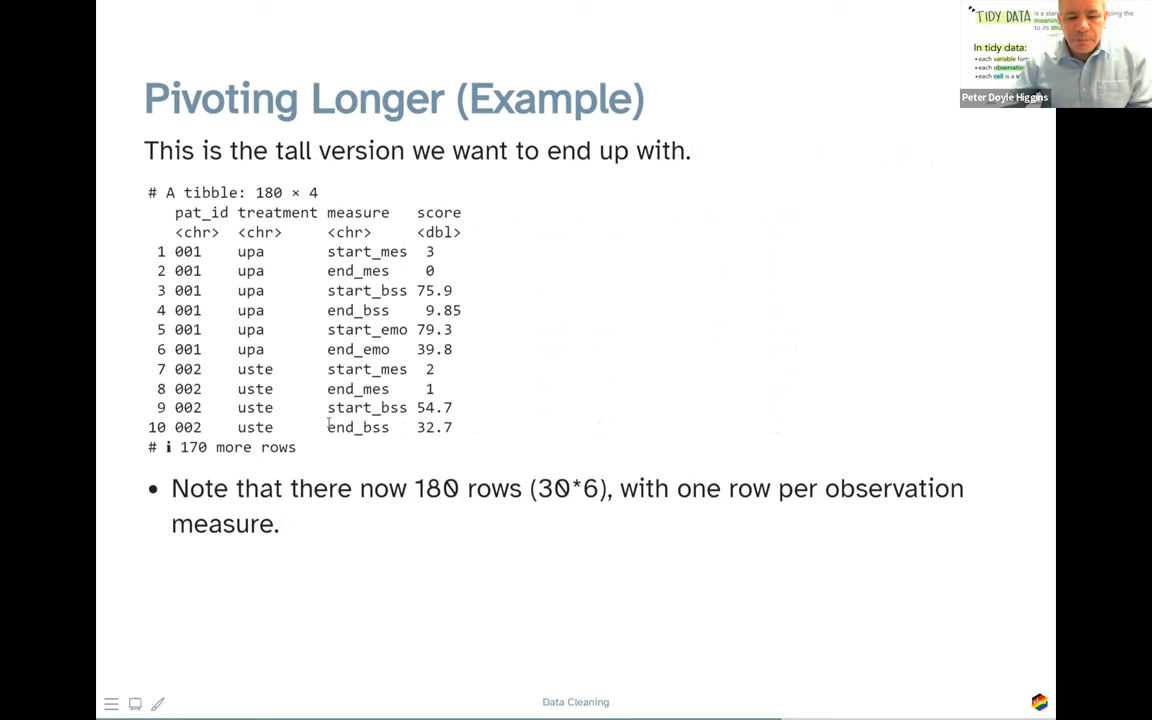 Pivoting Longer (Example)
This is the tall version we want to end up with.
# A tibble: 180 × 4
pat_id treatment measure score
<chr> <chr> <chr> <dbl>
1 001 upa start_mes 3
2 001 upa end_mes 0
3 001 upa start_bss 75.9
4 001 upa end_bss 9.85
5 001 upa start_emo 79.3
6 001 upa end_emo 39.8
7 002 uste start_mes 2
8 002 uste end_mes 1
9 002 uste start_bss 54.7
10 002 uste end_bss 32.7
# ℹ 170 more rows
• Note that there now 180 rows (30*6), with one row per observation
measure.
Data Cleaning
TIDY DATA
In tidy data:
• each variable
• each
• each cell is a
Peter Doyle Higgins